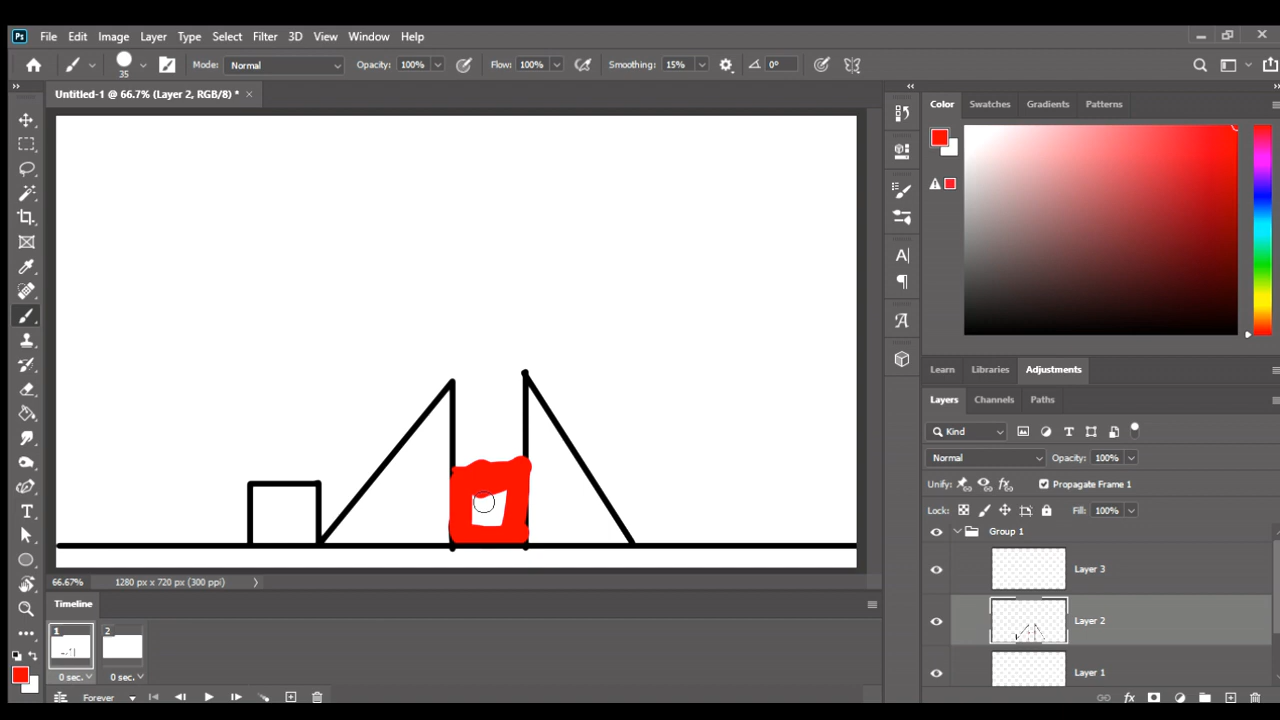 Ps File Edit Image Layer Type Select Filter 3D View Window Help
35 Mode: Normal Opacity: 100% Flow: 100% Smoothing: 15% 0°
Untitled-1 @ 66.7% (Layer 2, RGB/8) * ×
Color Swatches Gradients Patterns
Learn Libraries Adjustments
Layers Channels Paths
Kind
Normal Opacity: 100%
Unify: Propagate Frame 1
Lock: Fill: 100%
Group 1
Layer 3
Layer 2
Layer 1
66.67% 1280 px x 720 px (300 ppi)
Timeline
1 2
0 sec. 0 sec.
Forever